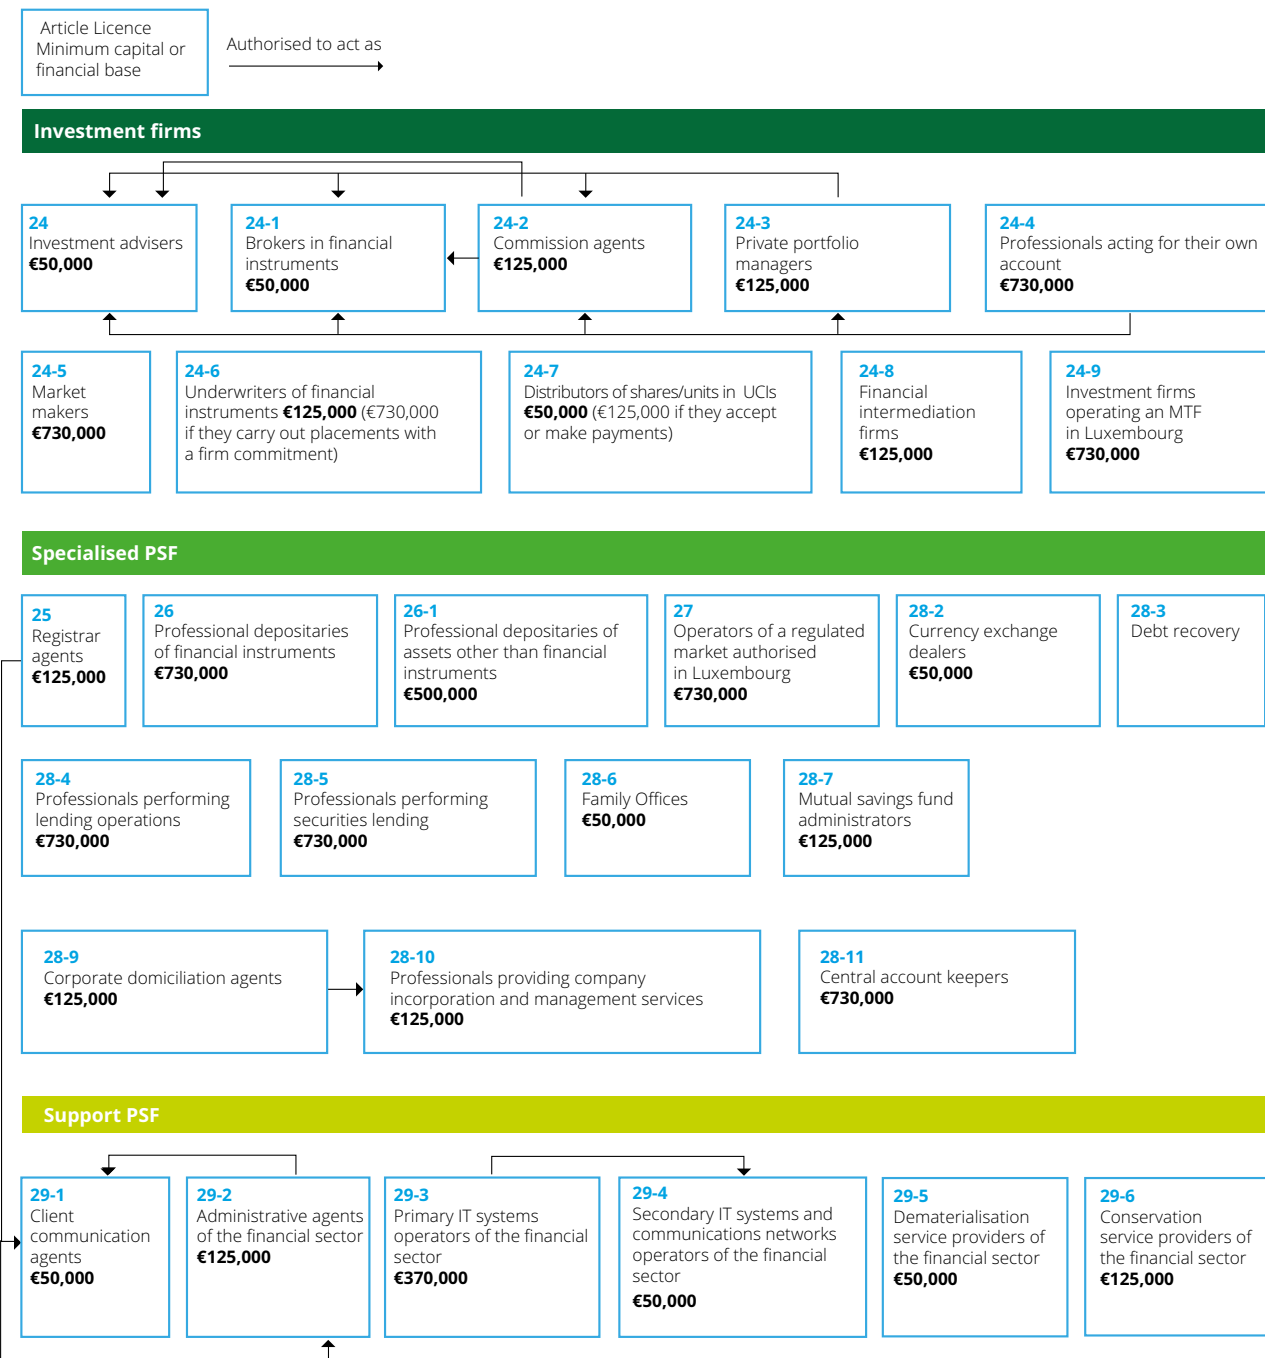 Article Licence
Minimum capital or
financial base
Authorised to act as
Investment firms
24
Investment advisers
€50,000
24-1
Brokers in financial
instruments
€50,000
24-2
Commission agents
€125,000
24-3
Private portfolio
managers
€125,000
24-4
Professionals acting for their own
account
€730,000
24-5
Market
makers
€730,000
24-6
Underwriters of financial
instruments €125,000 (€730,000
if they carry out placements with
a firm commitment)
24-7
Distributors of shares/units in UCIs
€50,000 (€125,000 if they accept
or make payments)
24-8
Financial
intermediation
firms
€125,000
24-9
Investment firms
operating an MTF
in Luxembourg
€730,000
Specialised PSF
25
Registrar
agents
€125,000
26
Professional depositaries
of financial instruments
€730,000
26-1
Professional depositaries of
assets other than financial
instruments
€500,000
27
Operators of a regulated
market authorised
in Luxembourg
€730,000
28-2
Currency exchange
dealers
€50,000
28-3
Debt recovery
28-4
Professionals performing
lending operations
€730,000
28-5
Professionals performing
securities lending
€730,000
28-6
Family Offices
€50,000
28-7
Mutual savings fund
administrators
€125,000
28-9
Corporate domiciliation agents
€125,000
28-10
Professionals providing company
incorporation and management services
€125,000
28-11
Central account keepers
€730,000
Support PSF
29-1
Client
communication
agents
€50,000
29-2
Administrative agents
of the financial sector
€125,000
29-3
Primary IT systems
operators of the financial
sector
€370,000
29-4
Secondary IT systems and
communications networks
operators of the financial
sector
€50,000
29-5
Dematerialisation
service providers of
the financial sector
€50,000
29-6
Conservation
service providers of
the financial sector
€125,000